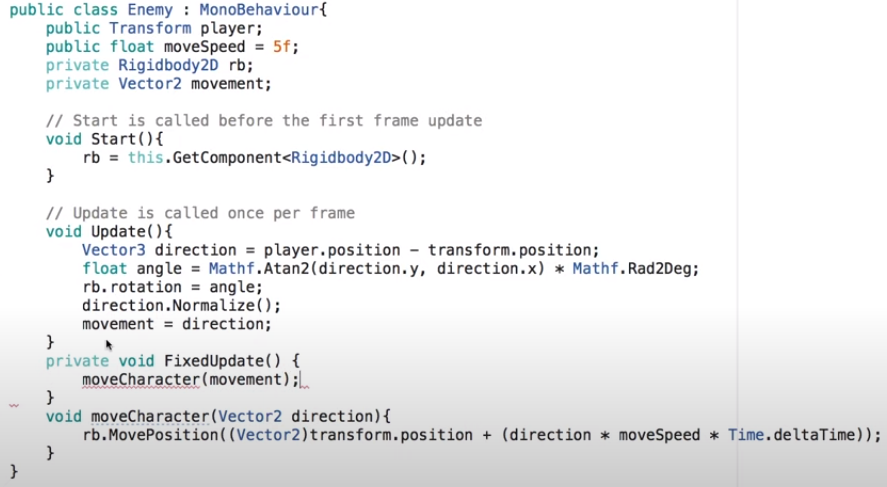 public class Enemy : MonoBehaviour{
public Transform player;
public float moveSpeed = 5f;
private Rigidbody2D rb;
private Vector2 movement;
// Start is called before the first frame update
void Start(){
rb = this.GetComponent<Rigidbody2D>();
}
// Update is called once per frame
void Update(){
Vector3 direction = player.position - transform.position;
float angle = Mathf.Atan2(direction.y, direction.x) * Mathf.Rad2Deg;
rb.rotation = angle;
direction.Normalize();
movement = direction;
}
private void FixedUpdate() {
moveCharacter(movement);
}
void moveCharacter(Vector2 direction){
rb.MovePosition((Vector2)transform.position + (direction * moveSpeed * Time.deltaTime));
}
}